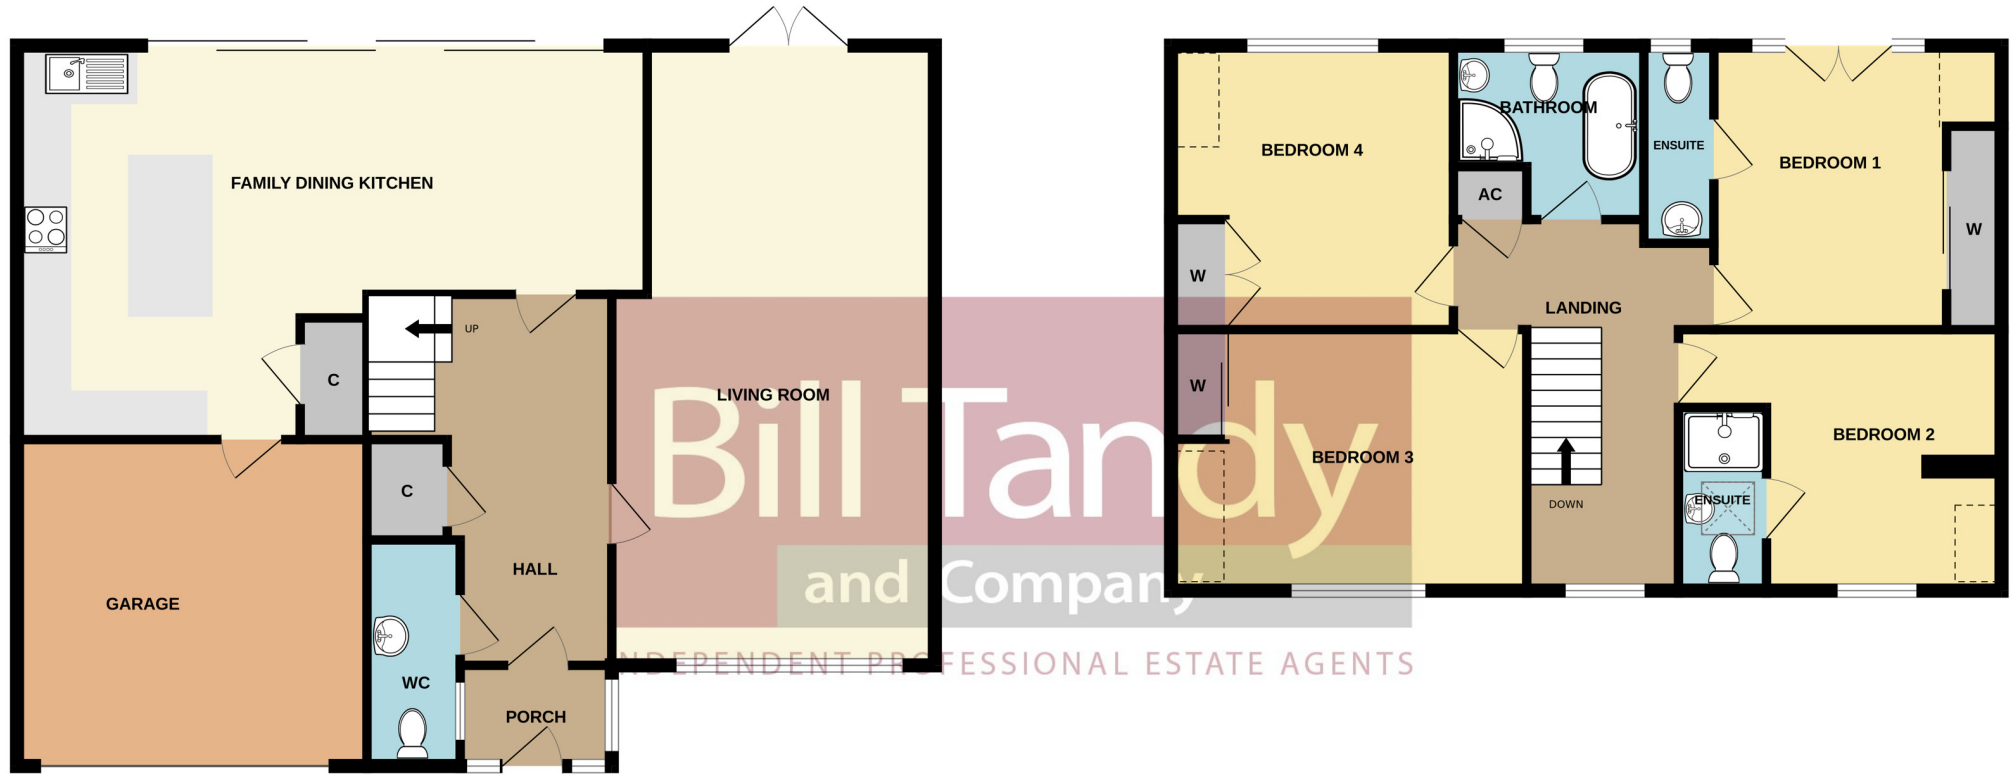 FAMILY DINING KITCHEN
C
UP
LIVING ROOM
C
HALL
GARAGE
WC
PORCH
BEDROOM 4
BATHROOM
ENSUITE
BEDROOM 1
AC
W
W
LANDING
W
BEDROOM 3
BEDROOM 2
ENSUITE
DOWN
Bill Tandy
and Company
INDEPENDENT PROFESSIONAL ESTATE AGENTS